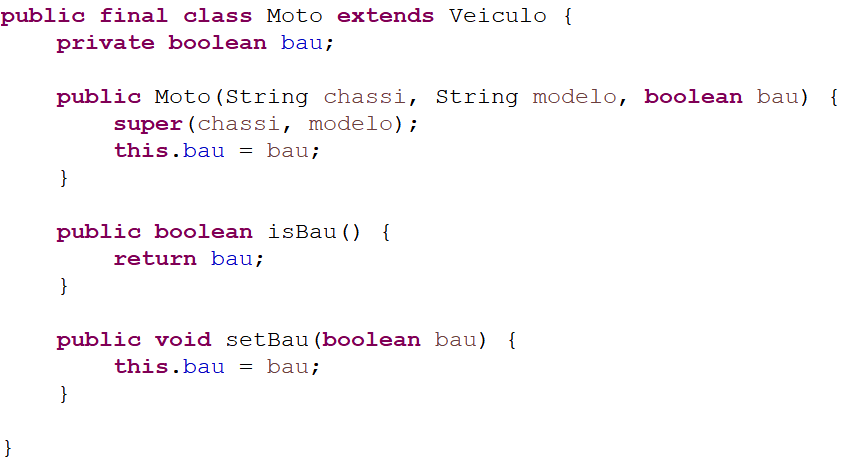 public final class Moto extends Veiculo {
    private boolean bau;

    public Moto(String chassi, String modelo, boolean bau) {
        super(chassi, modelo);
        this.bau = bau;
    }

    public boolean isBau() {
        return bau;
    }

    public void setBau(boolean bau) {
        this.bau = bau;
    }

}